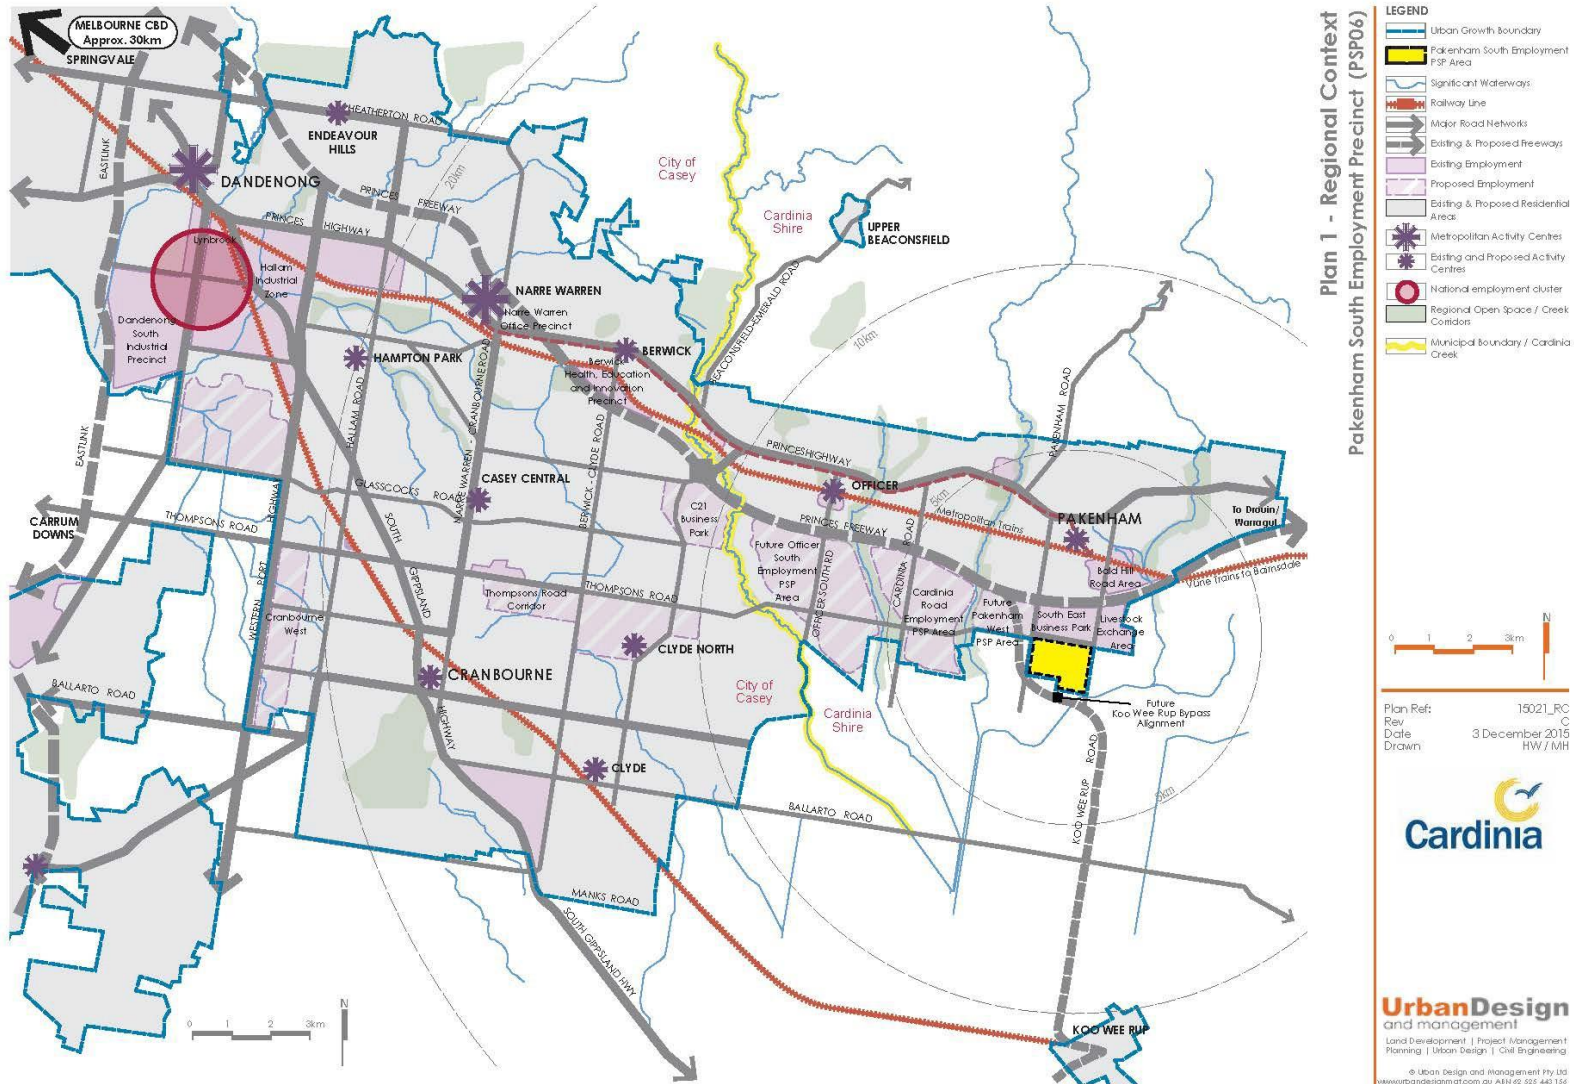 MELBOURNE CBD
Approx. 30km
SPRINGVALE
HEATHERTON ROAD
ENDEAVOUR
HILLS
EASTLINK
20km
DANDENONG
PRINCES
FREEWAY
PRINCES
HIGHWAY
Lynbrook
Hallam
Industrial
Zone
City of
Casey
Cardinia
Shire
UPPER
BEACONSFIELD
BEACONSFIELD-EMERALD ROAD
NARRE WARREN
Narre Warren
Office Precinct
Dandenong
South
Industrial
Precinct
HAMPTON PARK
BERWICK
Berwick
Health, Education
and Innovation
Precinct
10km
HALLAM ROAD
NARRE WARREN - CRANBOURNE ROAD
BERWICK - CLYDE ROAD
PAKENHAM ROAD
EASTLINK
PRINCES HIGHWAY
CASEY CENTRAL
GLASSCOCKS ROAD
OFFICER
5km
Metropolitan Trains
PAKENHAM
To Drouin/
Warragul
C21
Business
Park
PRINCES FREEWAY
CARRUM
DOWNS
THOMPSONS ROAD
SOUTH
GIPPSLAND
HIGHWAY
WESTERN
PORT
HIGHWAY
Future Officer
South
Employment
PSP
Area
OFFICER SOUTH RD
CARDINIA
ROAD
Bald Hill
Road Area
V Line Trains to Bairnsdale
Thompsons Road
Corridor
THOMPSONS ROAD
Cardinia
Road
Employment
PSP Area
Future
Pakenham
West
PSP Area
South East
Business Park
Livestock
Exchange
Area
Cranbourne
West
CLYDE NORTH
CRANBOURNE
BALLARTO ROAD
City of
Casey
Cardinia
Shire
Future
Koo Wee Rup Bypass
Alignment
CLYDE
BALLARTO ROAD
KOO WEE RUP
ROAD
5km
MANKS ROAD
SOUTH GIPPSLAND HWY
KOO WEE RUP
0 1 2 3km
N
Plan 1 - Regional Context
Pakenham South Employment Precinct (PSP06)
LEGEND
Urban Growth Boundary
Pakenham South Employment
PSP Area
Significant Waterways
Railway Line
Major Road Networks
Existing & Proposed Freeways
Existing Employment
Proposed Employment
Existing & Proposed Residential
Areas
Metropolitan Activity Centres
Existing and Proposed Activity
Centres
National employment cluster
Regional Open Space / Creek
Corridors
Municipal Boundary / Cardinia
Creek
N
0 1 2 3km
Plan Ref: 15021_RC
Rev C
Date 3 December 2015
Drawn HW / MH
Cardinia
UrbanDesign
and management
Land Development | Project Management
Planning | Urban Design | Civil Engineering
© Urban Design and Management Pty Ltd